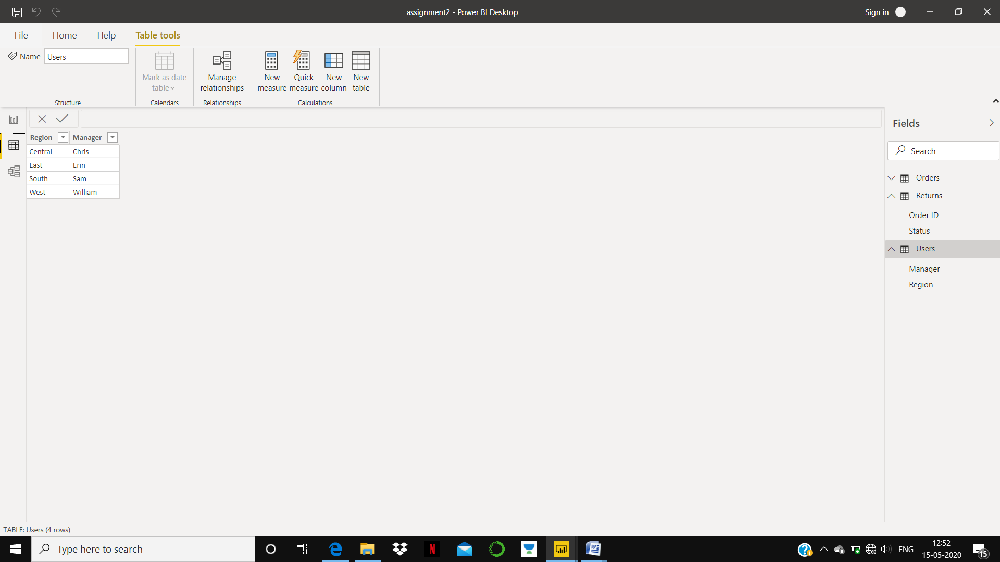 assignment2 - Power BI Desktop
Sign in
File Home Help Table tools
Name Users
Mark as date table
Manage relationships
New measure
Quick measure
New column
New table
Structure Calendars Relationships Calculations
Region Manager
Central Chris
East Erin
South Sam
West William
Fields
Search
Orders
Returns
Order ID
Status
Users
Manager
Region
TABLE: Users (4 rows)
Type here to search
ENG
12:52
15-05-2020
15